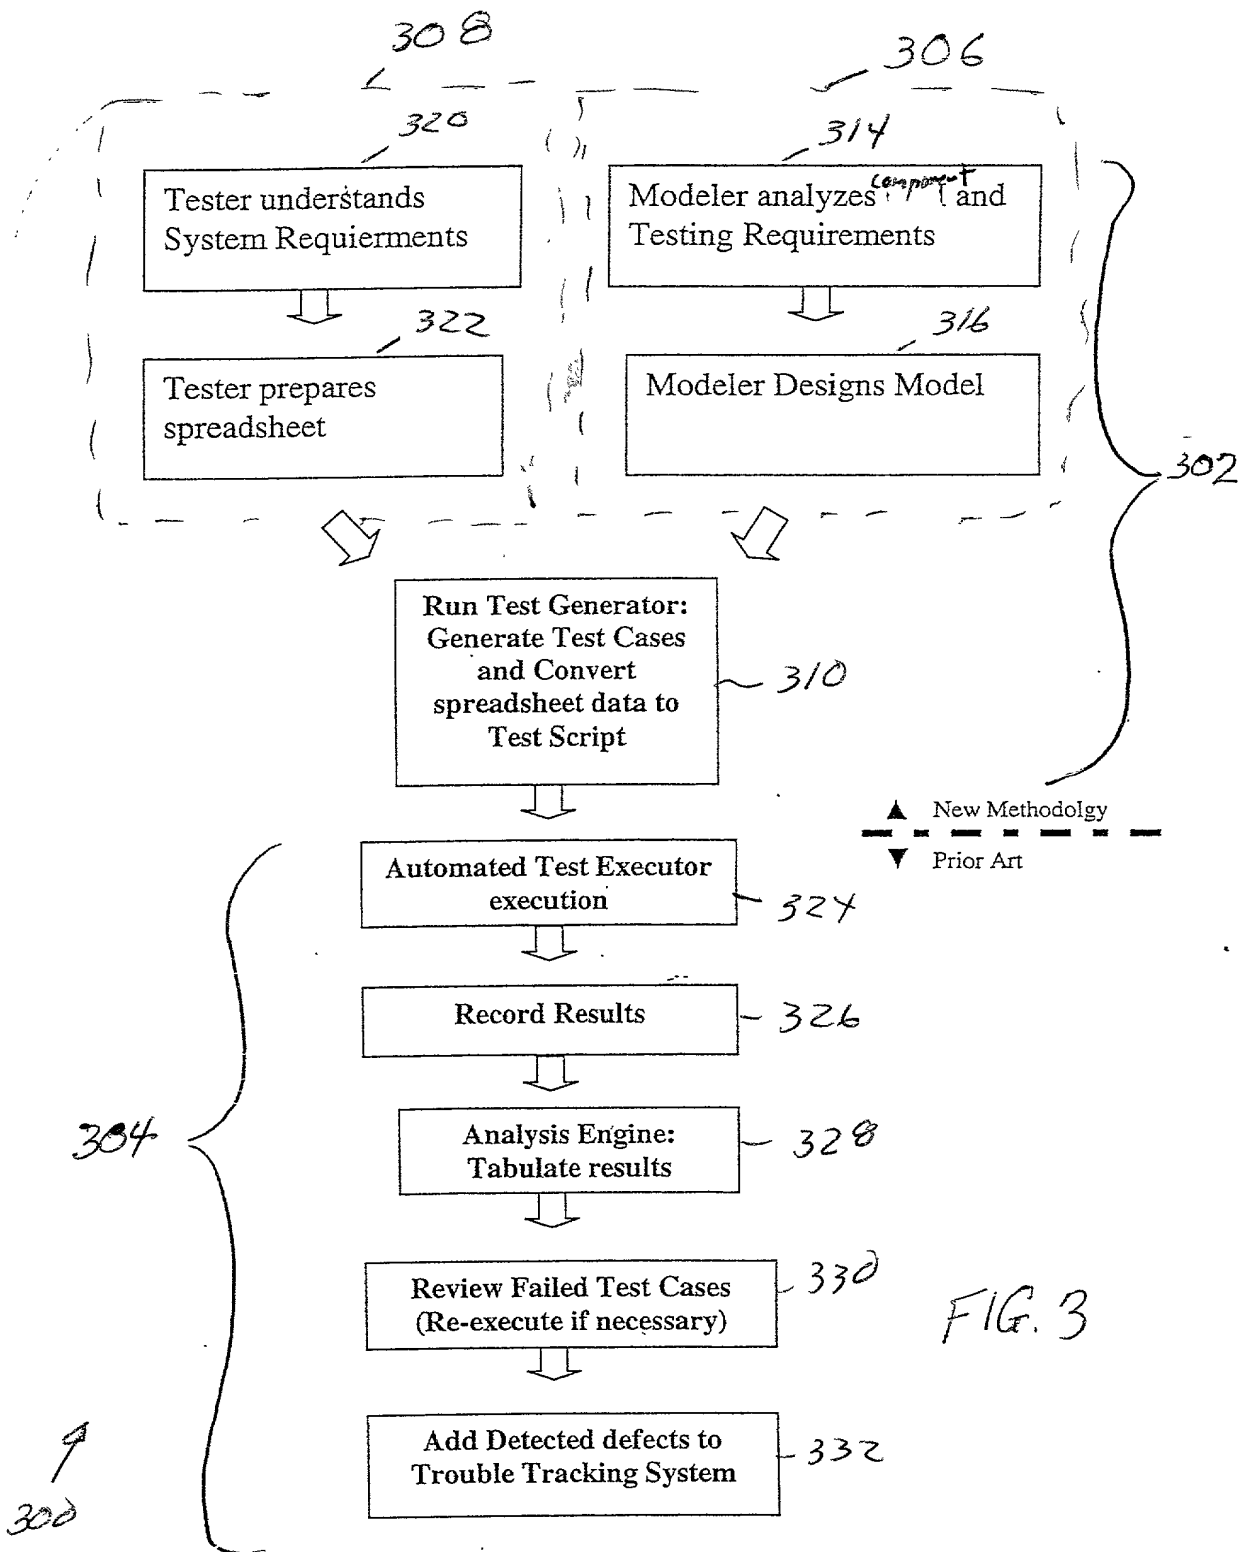 308
306
320
314
Tester understands
System Requierments
Modeler analyzes component and
Testing Requirements
322
316
Tester prepares
spreadsheet
Modeler Designs Model
302
Run Test Generator:
Generate Test Cases
and Convert
spreadsheet data to
Test Script
310
New Methodolgy
Prior Art
Automated Test Executor
execution
324
Record Results
326
304
Analysis Engine:
Tabulate results
328
Review Failed Test Cases
(Re-execute if necessary)
330
FIG. 3
Add Detected defects to
Trouble Tracking System
332
300